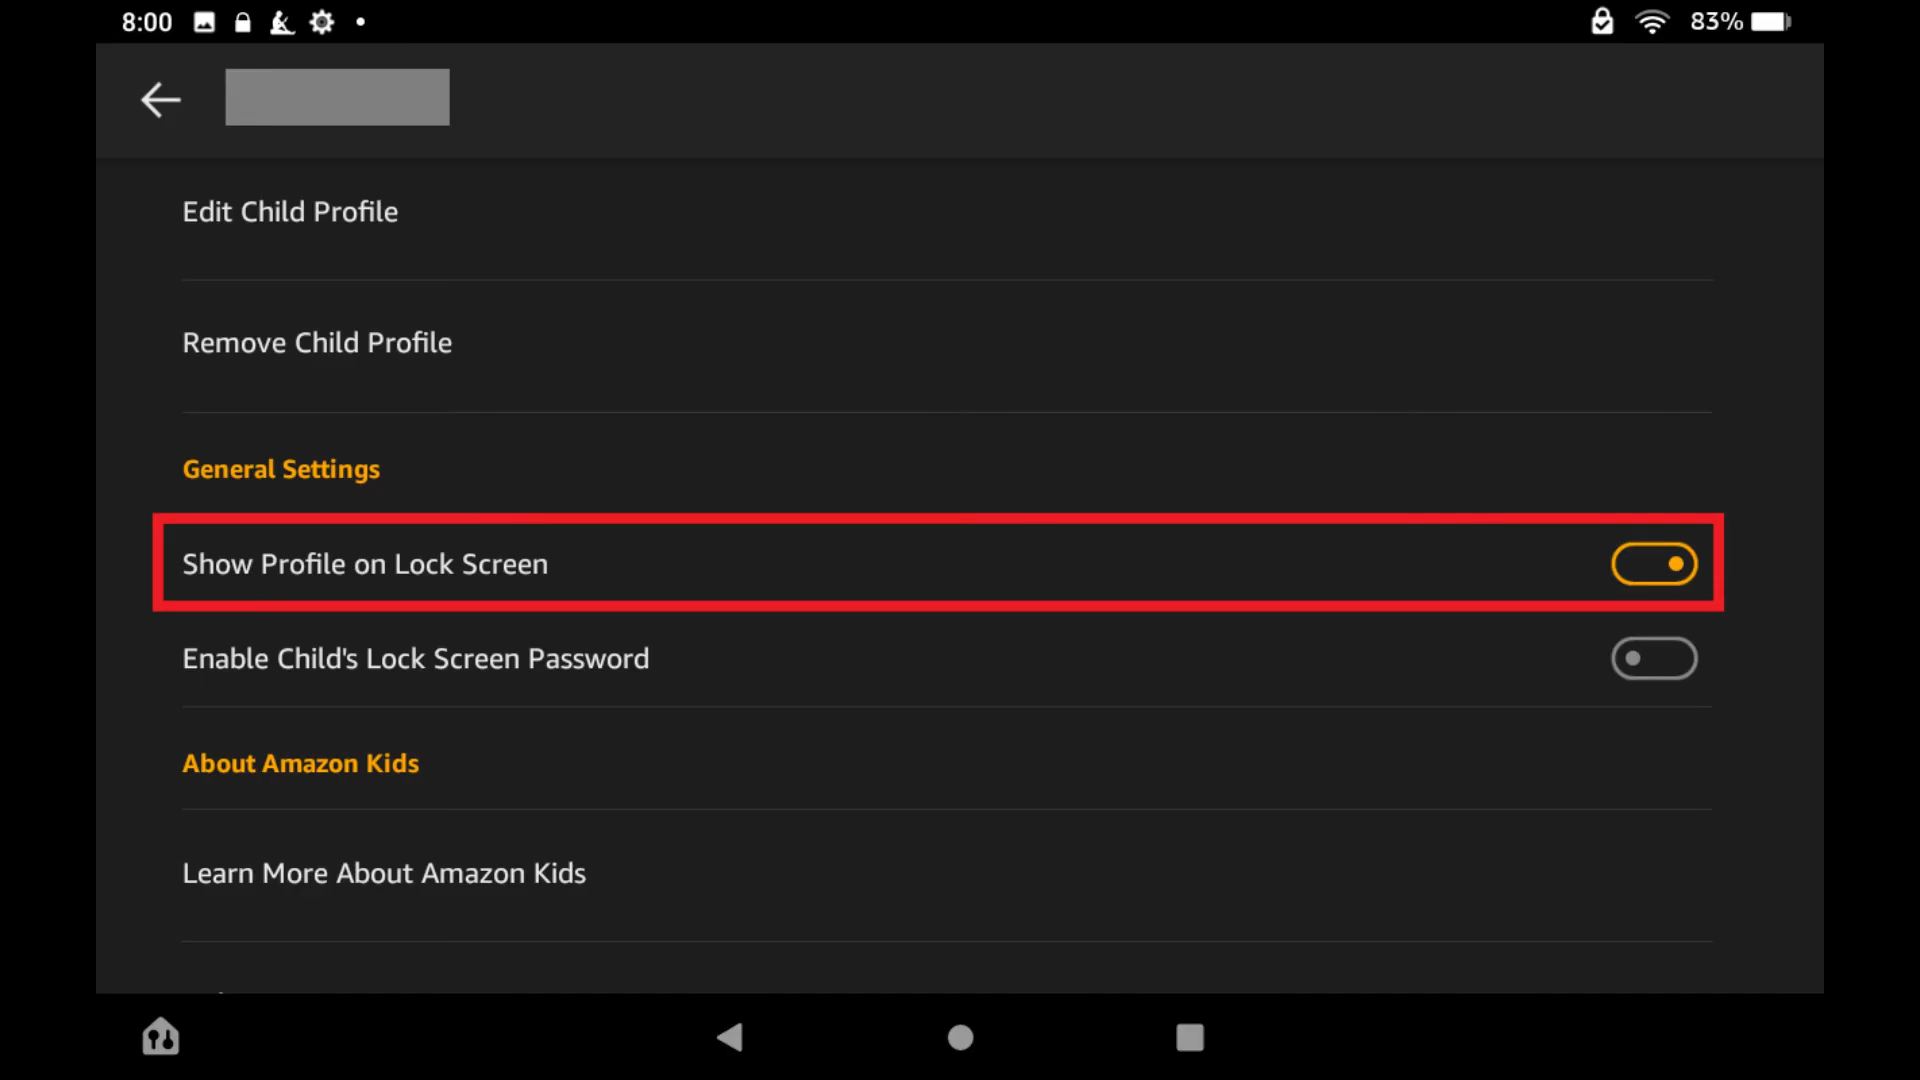 8:00
83%
Edit Child Profile
Remove Child Profile
General Settings
Show Profile on Lock Screen
Enable Child's Lock Screen Password
About Amazon Kids
Learn More About Amazon Kids